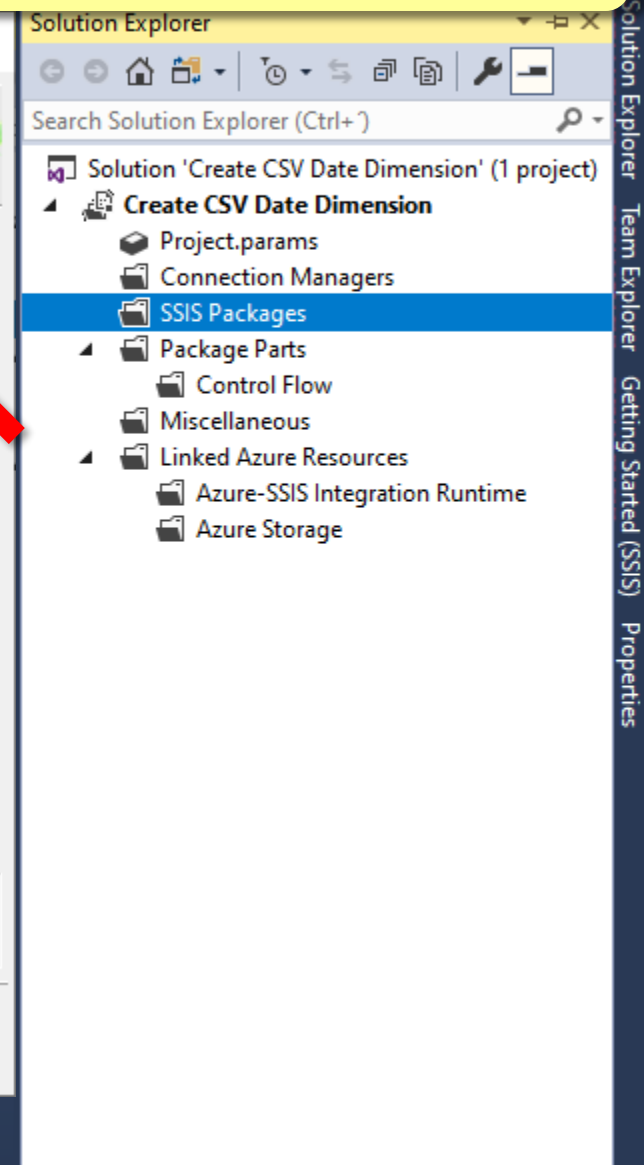 Solution Explorer
Search Solution Explorer (Ctrl+´)
Solution 'Create CSV Date Dimension' (1 project)
Create CSV Date Dimension
Project.params
Connection Managers
SSIS Packages
Package Parts
Control Flow
Miscellaneous
Linked Azure Resources
Azure-SSIS Integration Runtime
Azure Storage
Solution Explorer
Team Explorer
Getting Started (SSIS)
Properties